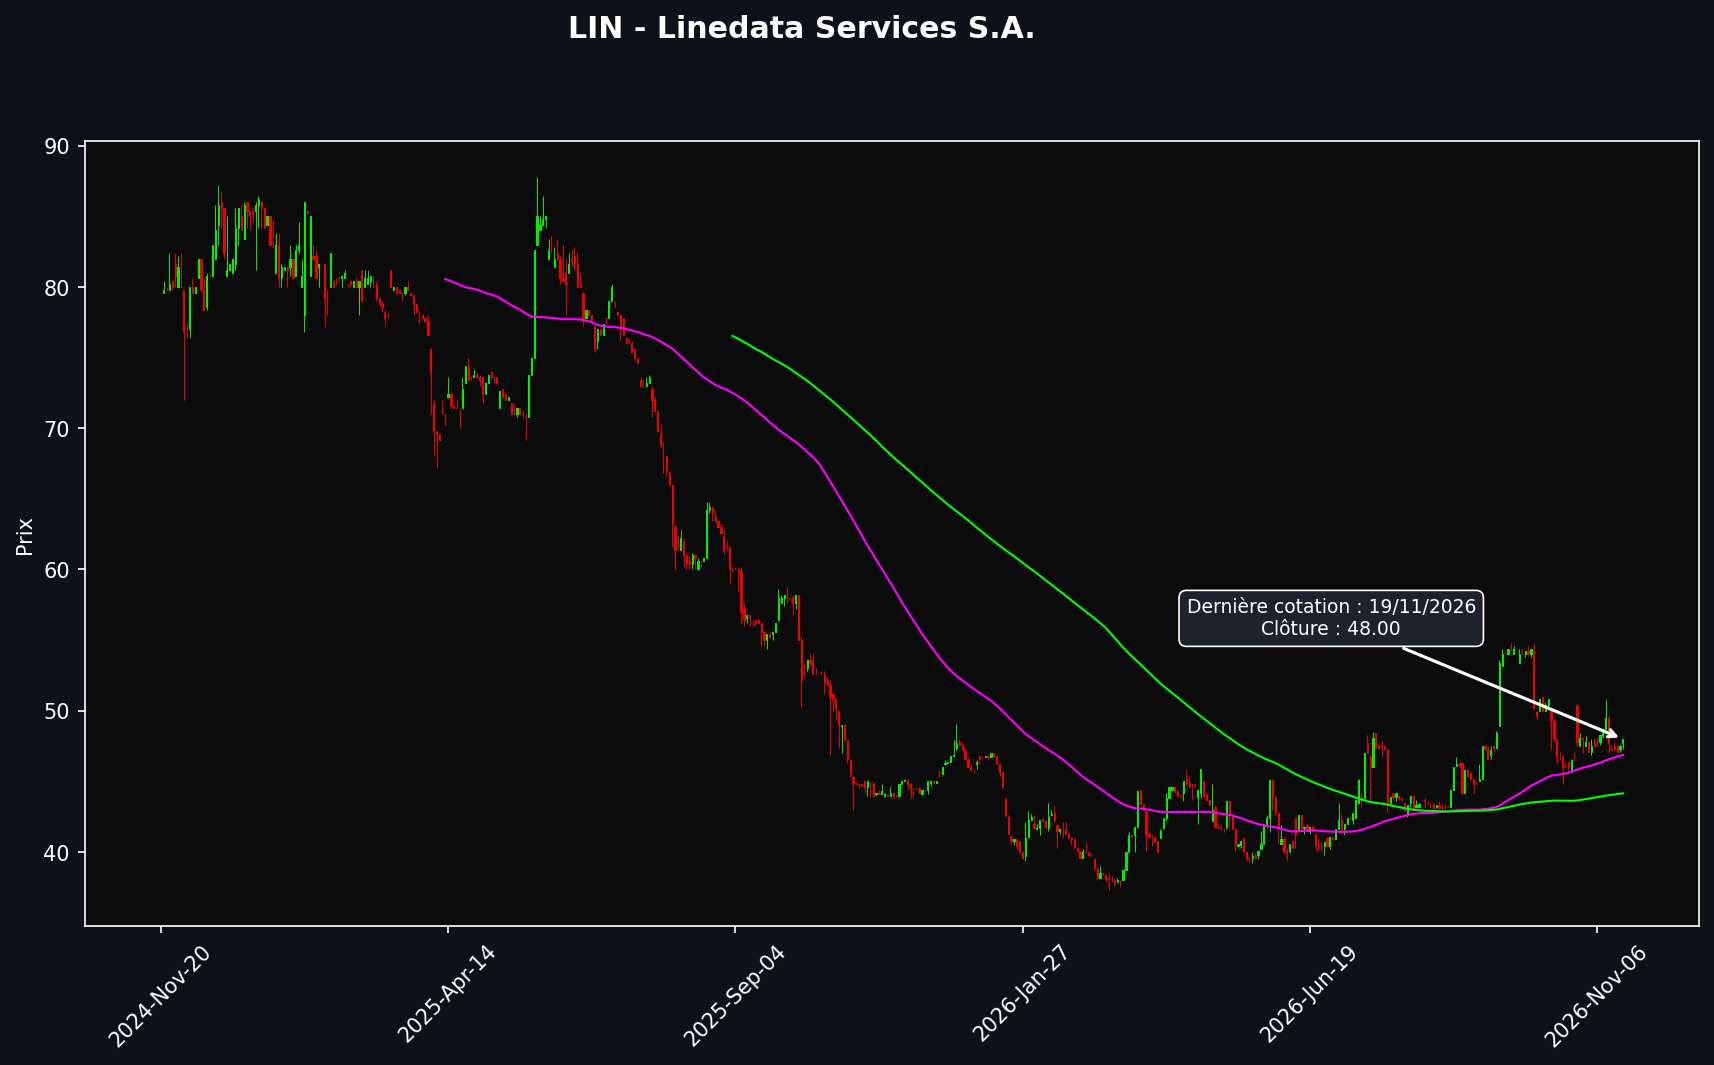 LIN - Linedata Services S.A.
Prix
90
80
70
60
50
40
Dernière cotation : 19/11/2026
Clôture : 48.00
2024-Nov-20
2025-Apr-14
2025-Sep-04
2026-Jan-27
2026-Jun-19
2026-Nov-06